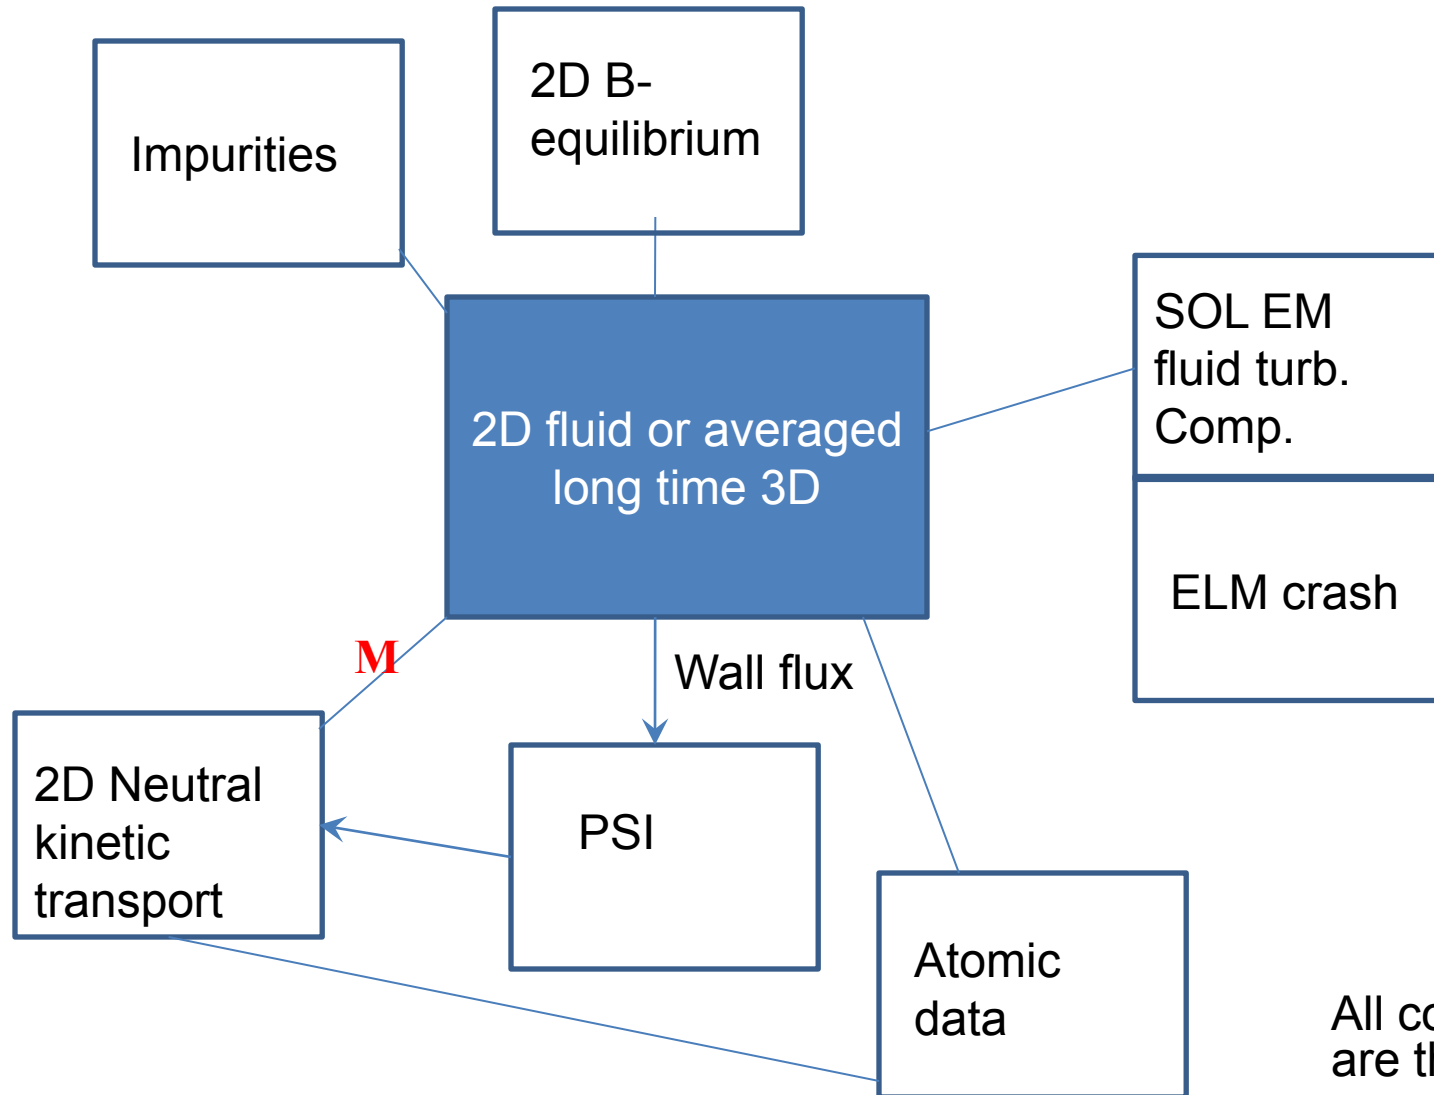 2D B-
equilibrium
Impurities
SOL EM
fluid turb.
Comp.
2D fluid or averaged
long time 3D
ELM crash
M
Wall flux
2D Neutral
kinetic
transport
PSI
Atomic
data
All
are